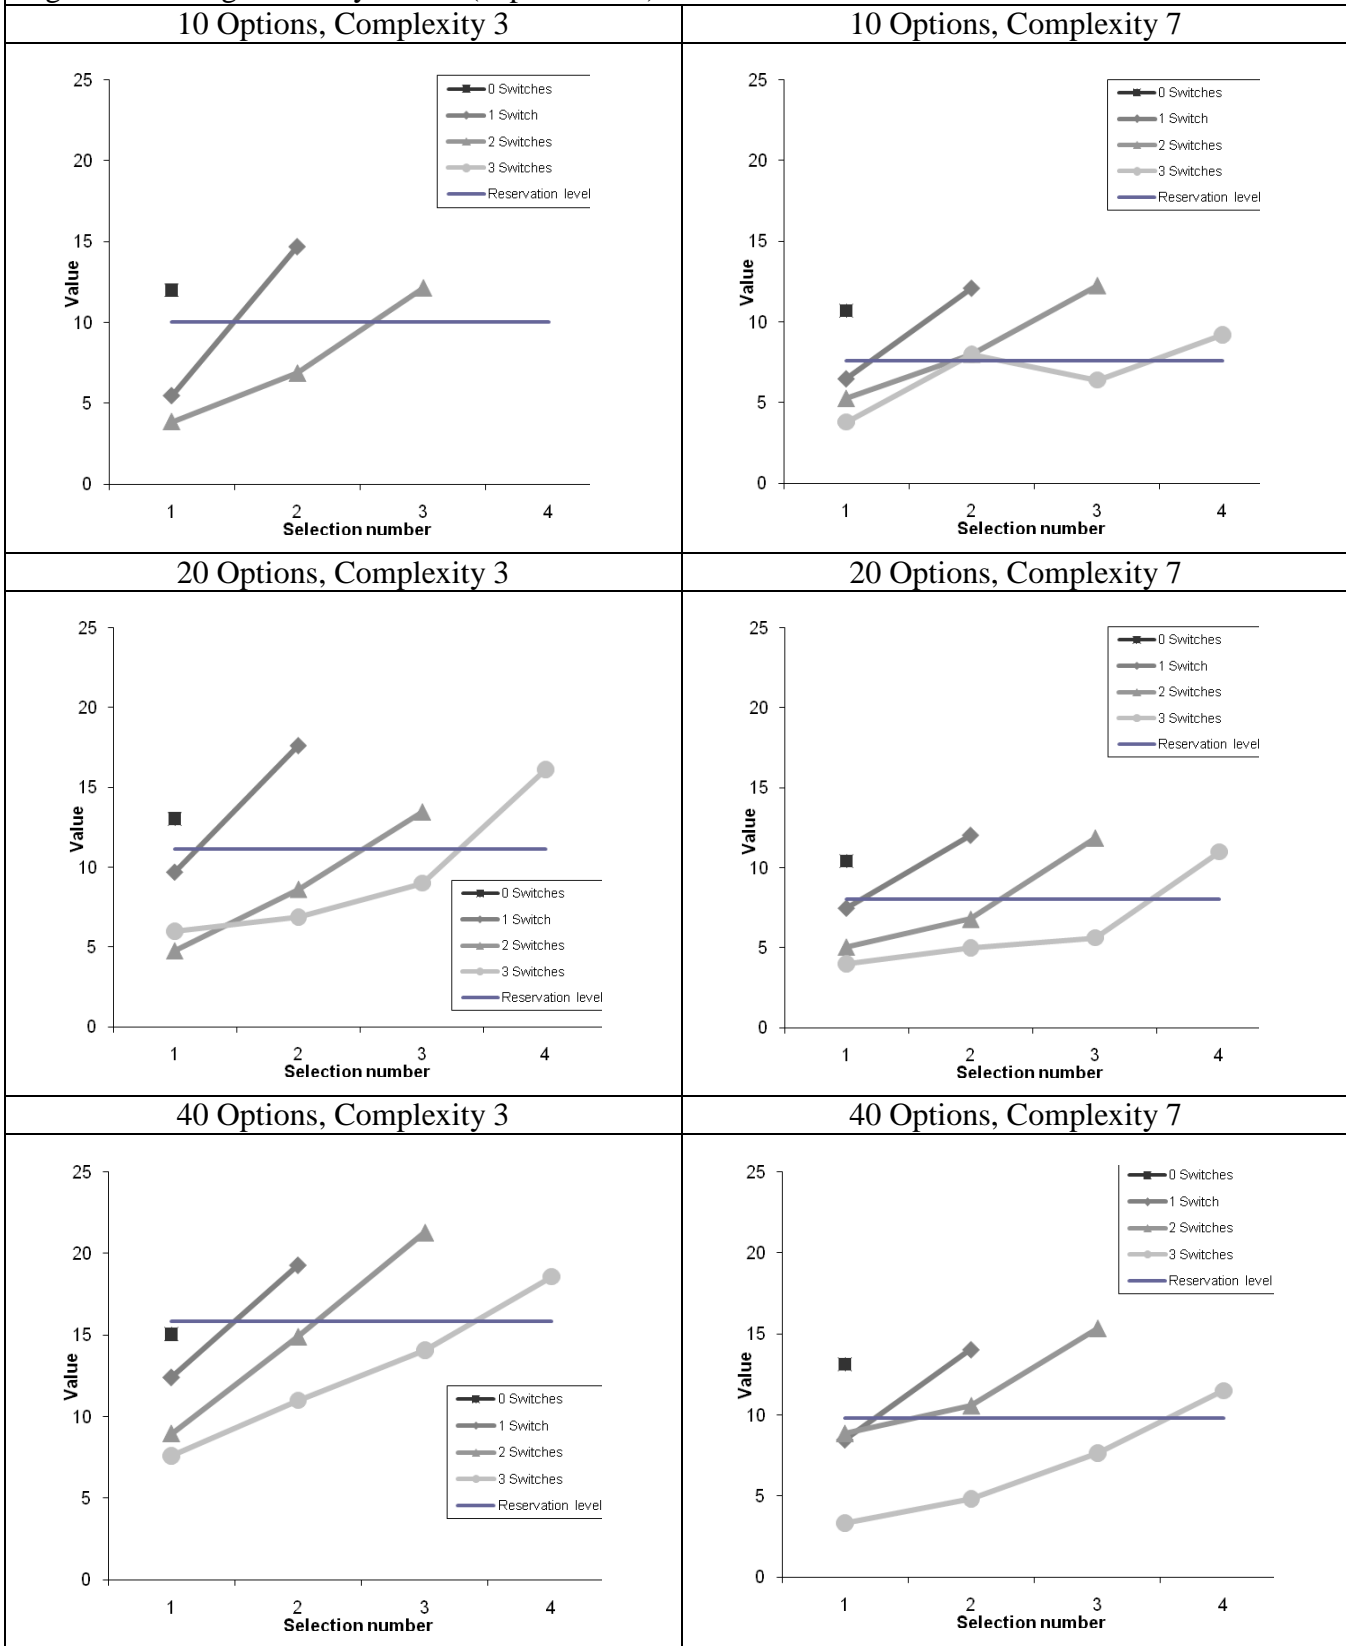 10 Options, Complexity 3
10 Options, Complexity 7
25
20
15
10
5
0
Value
1 2 3 4
Selection number
0 Switches
1 Switch
2 Switches
3 Switches
Reservation level
25
20
15
10
5
0
Value
1 2 3 4
Selection number
0 Switches
1 Switch
2 Switches
3 Switches
Reservation level
20 Options, Complexity 3
20 Options, Complexity 7
25
20
15
10
5
0
Value
1 2 3 4
Selection number
0 Switches
1 Switch
2 Switches
3 Switches
Reservation level
25
20
15
10
5
0
Value
1 2 3 4
Selection number
0 Switches
1 Switch
2 Switches
3 Switches
Reservation level
40 Options, Complexity 3
40 Options, Complexity 7
25
20
15
10
5
0
Value
1 2 3 4
Selection number
0 Switches
1 Switch
2 Switches
3 Switches
Reservation level
25
20
15
10
5
0
Value
1 2 3 4
Selection number
0 Switches
1 Switch
2 Switches
3 Switches
Reservation level